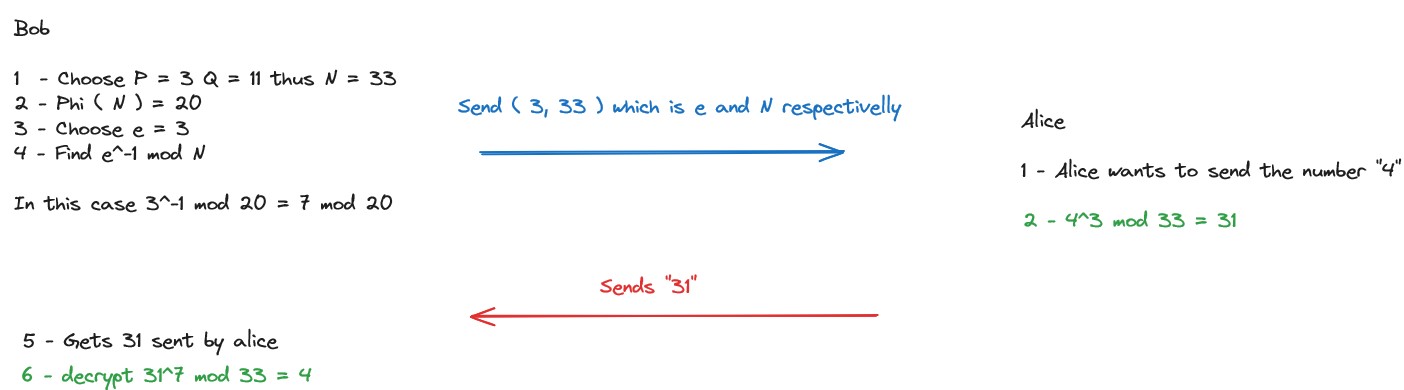 Bob
1 - Choose P = 3 Q = 11 thus N = 33
2 - Phi ( N ) = 20
3 - Choose e = 3
4 - Find e^-1 mod N
In this case 3^-1 mod 20 = 7 mod 20
Send ( 3, 33 ) which is e and N respectivelly
Alice
1 - Alice wants to send the number "4"
2 - 4^3 mod 33 = 31
Sends "31"
5 - Gets 31 sent by alice
6 - decrypt 31^7 mod 33 = 4